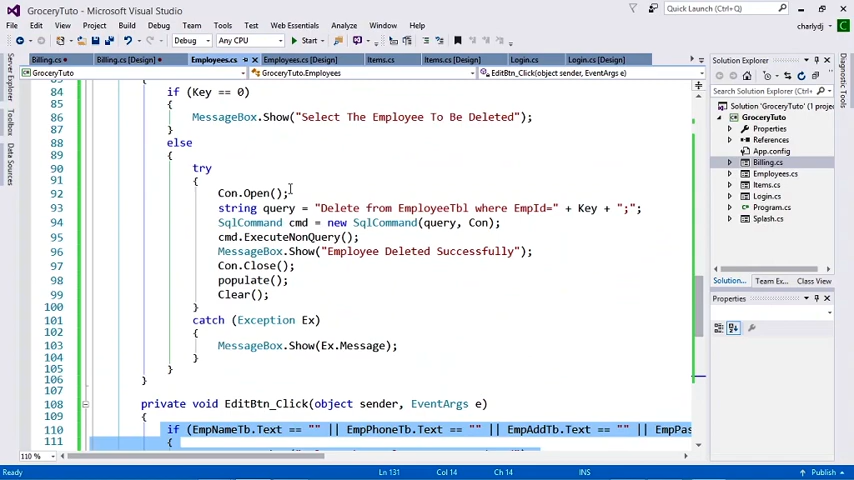 GroceryTuto - Microsoft Visual Studio
Quick Launch (Ctrl+Q)
File Edit View Project Build Debug Team Tools Test Web Essentials Analyze Window Help
charlydj
Debug Any CPU Start
Billing.cs Billing.cs [Design] Employees.cs Employees.cs [Design] Items.cs Items.cs [Design] Login.cs Login.cs [Design]
GroceryTuto GroceryTuto.Employees EditBtn_Click(object sender, EventArgs e)
Server Explorer
Toolbox
Data Sources
84 if (Key == 0)
85 {
86 MessageBox.Show("Select The Employee To Be Deleted");
87 }
88 else
89 {
90 try
91 {
92 Con.Open();
93 string query = "Delete from EmployeeTbl where EmpId=" + Key + ";";
94 SqlCommand cmd = new SqlCommand(query, Con);
95 cmd.ExecuteNonQuery();
96 MessageBox.Show("Employee Deleted Successfully");
97 Con.Close();
98 populate();
99 Clear();
100 }
101 catch (Exception Ex)
102 {
103 MessageBox.Show(Ex.Message);
104 }
105 }
106 }
107
108 private void EditBtn_Click(object sender, EventArgs e)
109 {
110 if (EmpNameTb.Text == "" || EmpPhoneTb.Text == "" || EmpAddTb.Text == "" || EmpPas
111 {
110 %
Solution Explorer
Search Solution Explorer (Ctrl+;)
Solution 'GroceryTuto' (1 projec
GroceryTuto
Properties
References
App.config
Billing.cs
Employees.cs
Items.cs
Login.cs
Program.cs
Splash.cs
Solution... Team Ex... Class View
Properties
Diagnostic Tools
Ready Ln 131 Col 14 Ch 14 INS Publish